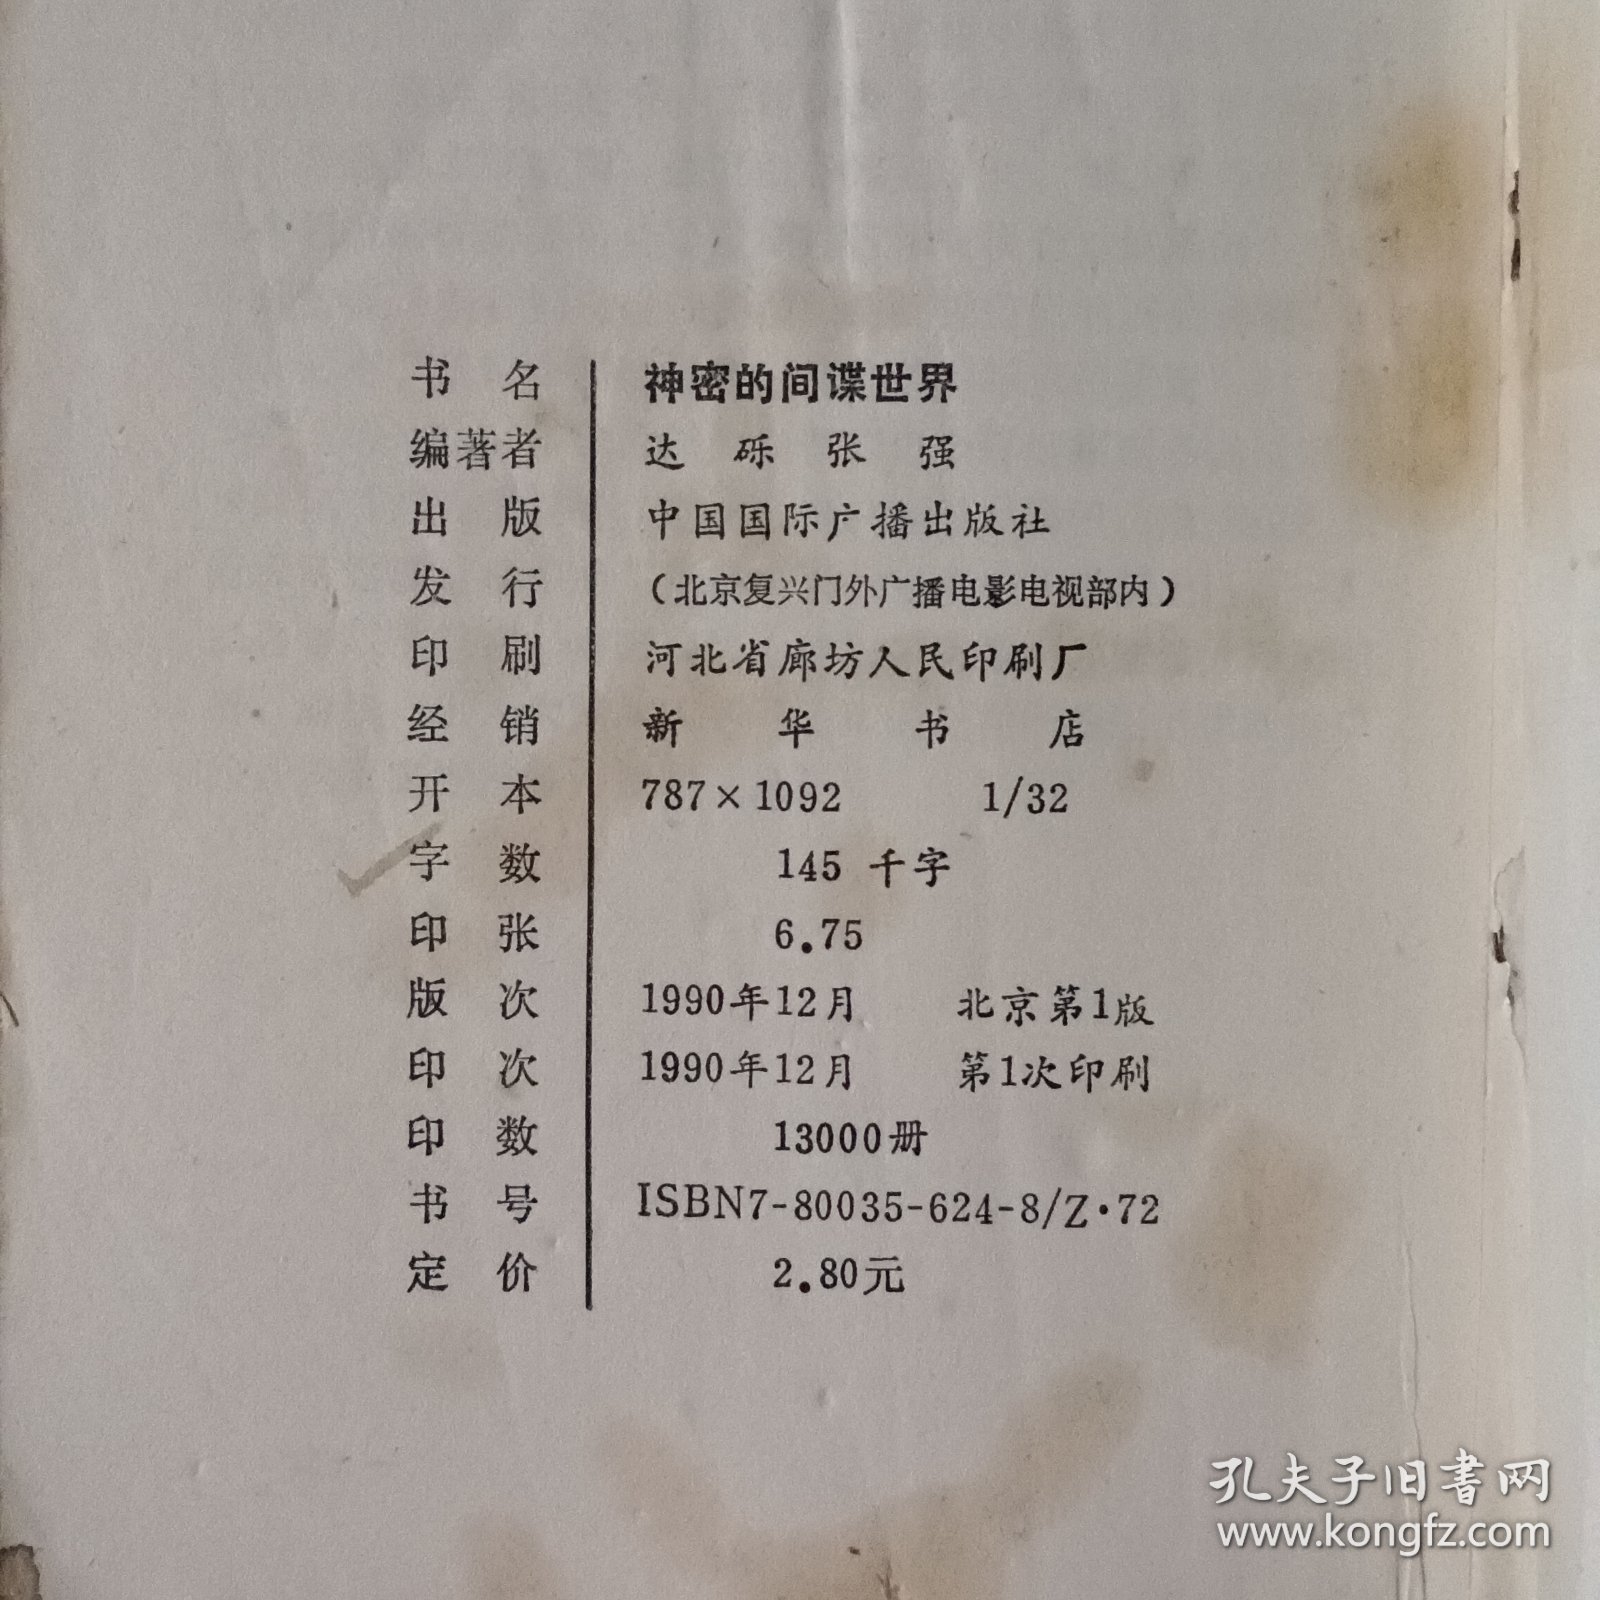 书名 神密的间谍世界
编著者 达砾 张强
出版 中国国际广播出版社
发行 （北京复兴门外广播电影电视部内）
印刷 河北省廊坊人民印刷厂
经销 新华书店
开本 787×1092 1/32
字数 145 千字
印张 6.75
版次 1990年12月 北京第1版
印次 1990年12月 第1次印刷
印数 13000册
书号 ISBN7-80035-624-8/Z·72
定价 2.80元
孔夫子旧书网
www.kongfz.com